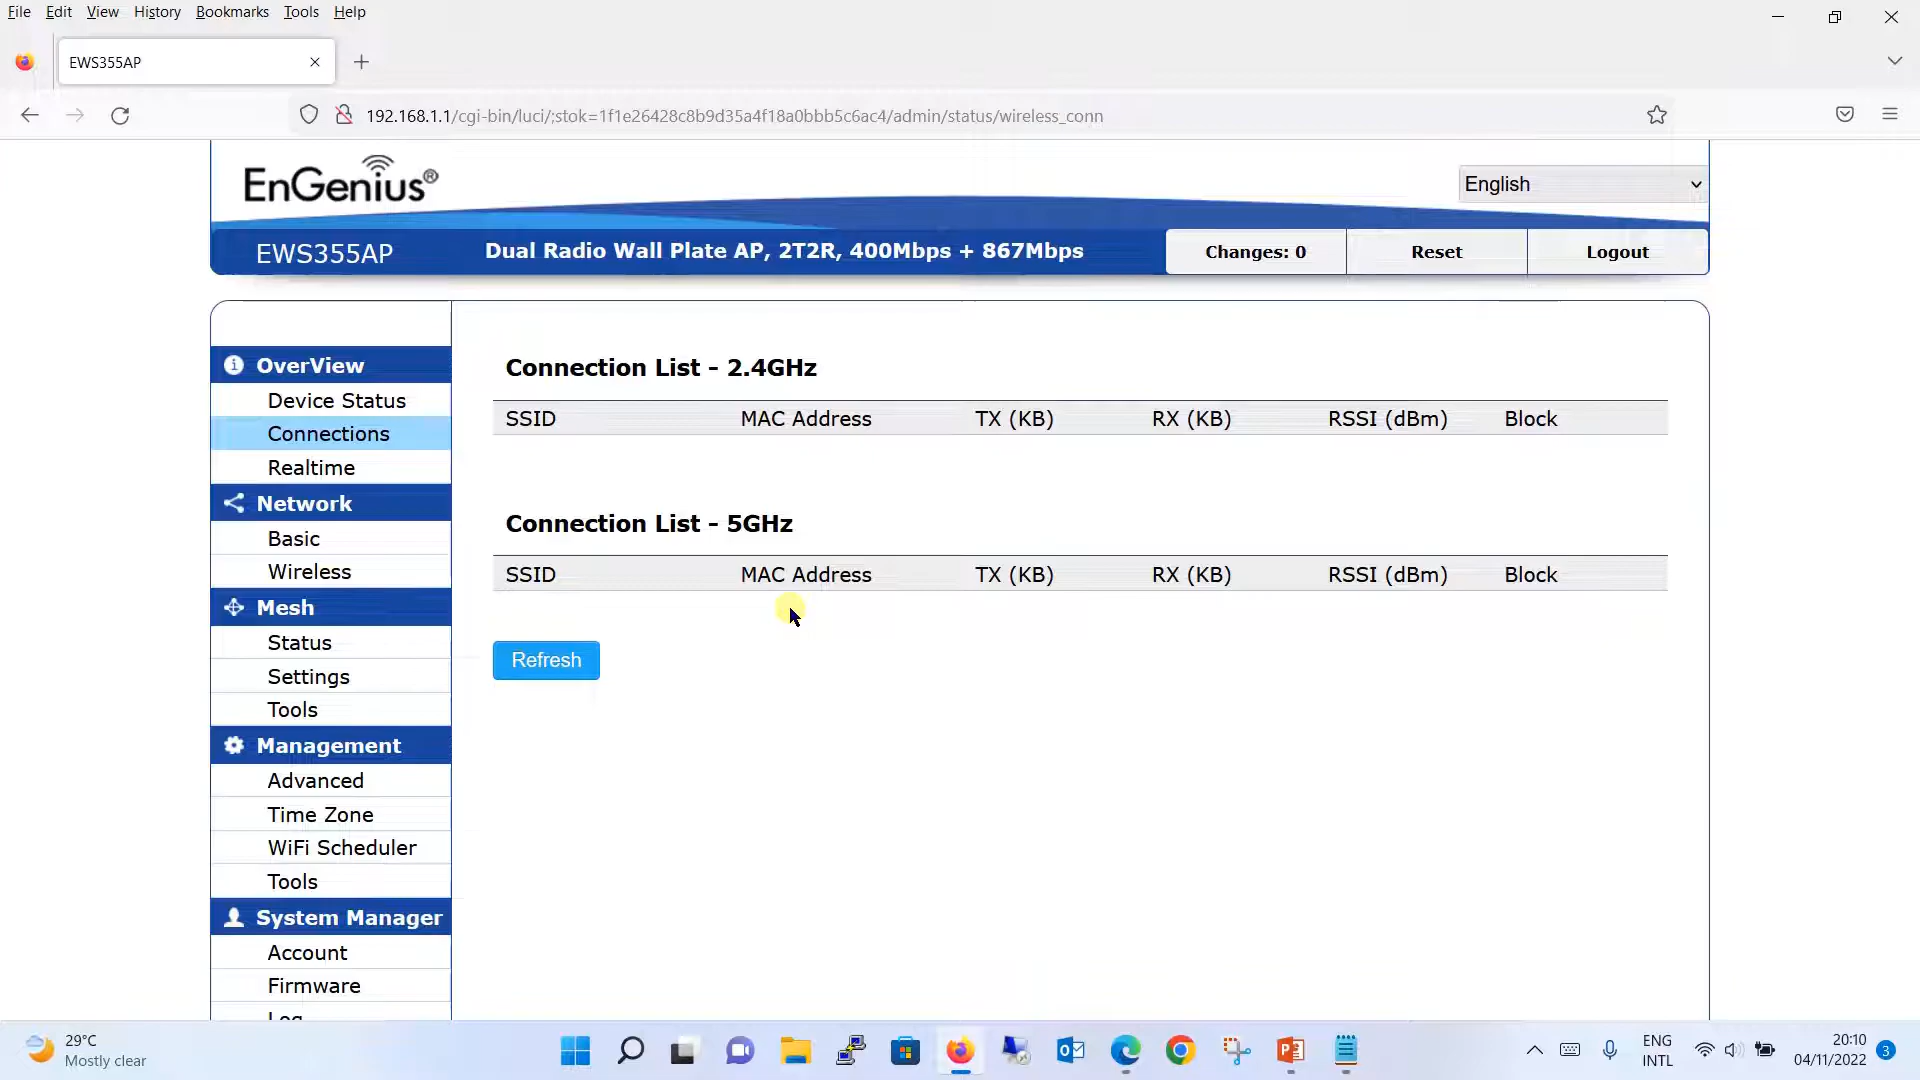 File Edit View History Bookmarks Tools Help
EWS355AP
192.168.1.1/cgi-bin/luci/;stok=1f1e26428c8b9d35a4f18a0bbb5c6ac4/admin/status/wireless_conn
EnGenius®
English
EWS355AP Dual Radio Wall Plate AP, 2T2R, 400Mbps + 867Mbps Changes: 0 Reset Logout
OverView
Device Status
Connections
Realtime
Network
Basic
Wireless
Mesh
Status
Settings
Tools
Management
Advanced
Time Zone
WiFi Scheduler
Tools
System Manager
Account
Firmware
Log
Connection List - 2.4GHz
SSID MAC Address TX (KB) RX (KB) RSSI (dBm) Block
Connection List - 5GHz
SSID MAC Address TX (KB) RX (KB) RSSI (dBm) Block
Refresh
29°C
Mostly clear
ENG
INTL
20:10
04/11/2022
3